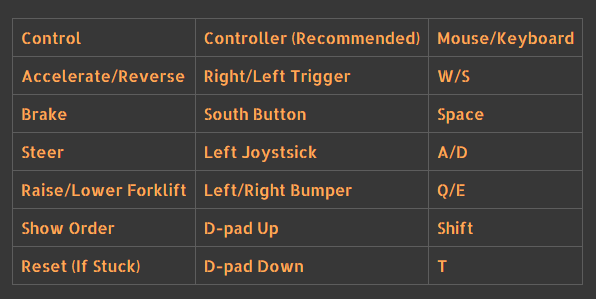 Control Controller (Recommended) Mouse/Keyboard
Accelerate/Reverse Right/Left Trigger W/S
Brake South Button Space
Steer Left Joystsick A/D
Raise/Lower Forklift Left/Right Bumper Q/E
Show Order D-pad Up Shift
Reset (If Stuck) D-pad Down T